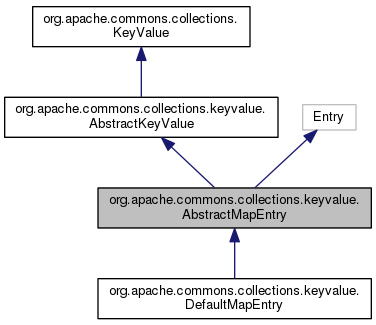 org.apache.commons.collections.
KeyValue
org.apache.commons.collections.keyvalue.
AbstractKeyValue
Entry
org.apache.commons.collections.keyvalue.
AbstractMapEntry
org.apache.commons.collections.keyvalue.
DefaultMapEntry